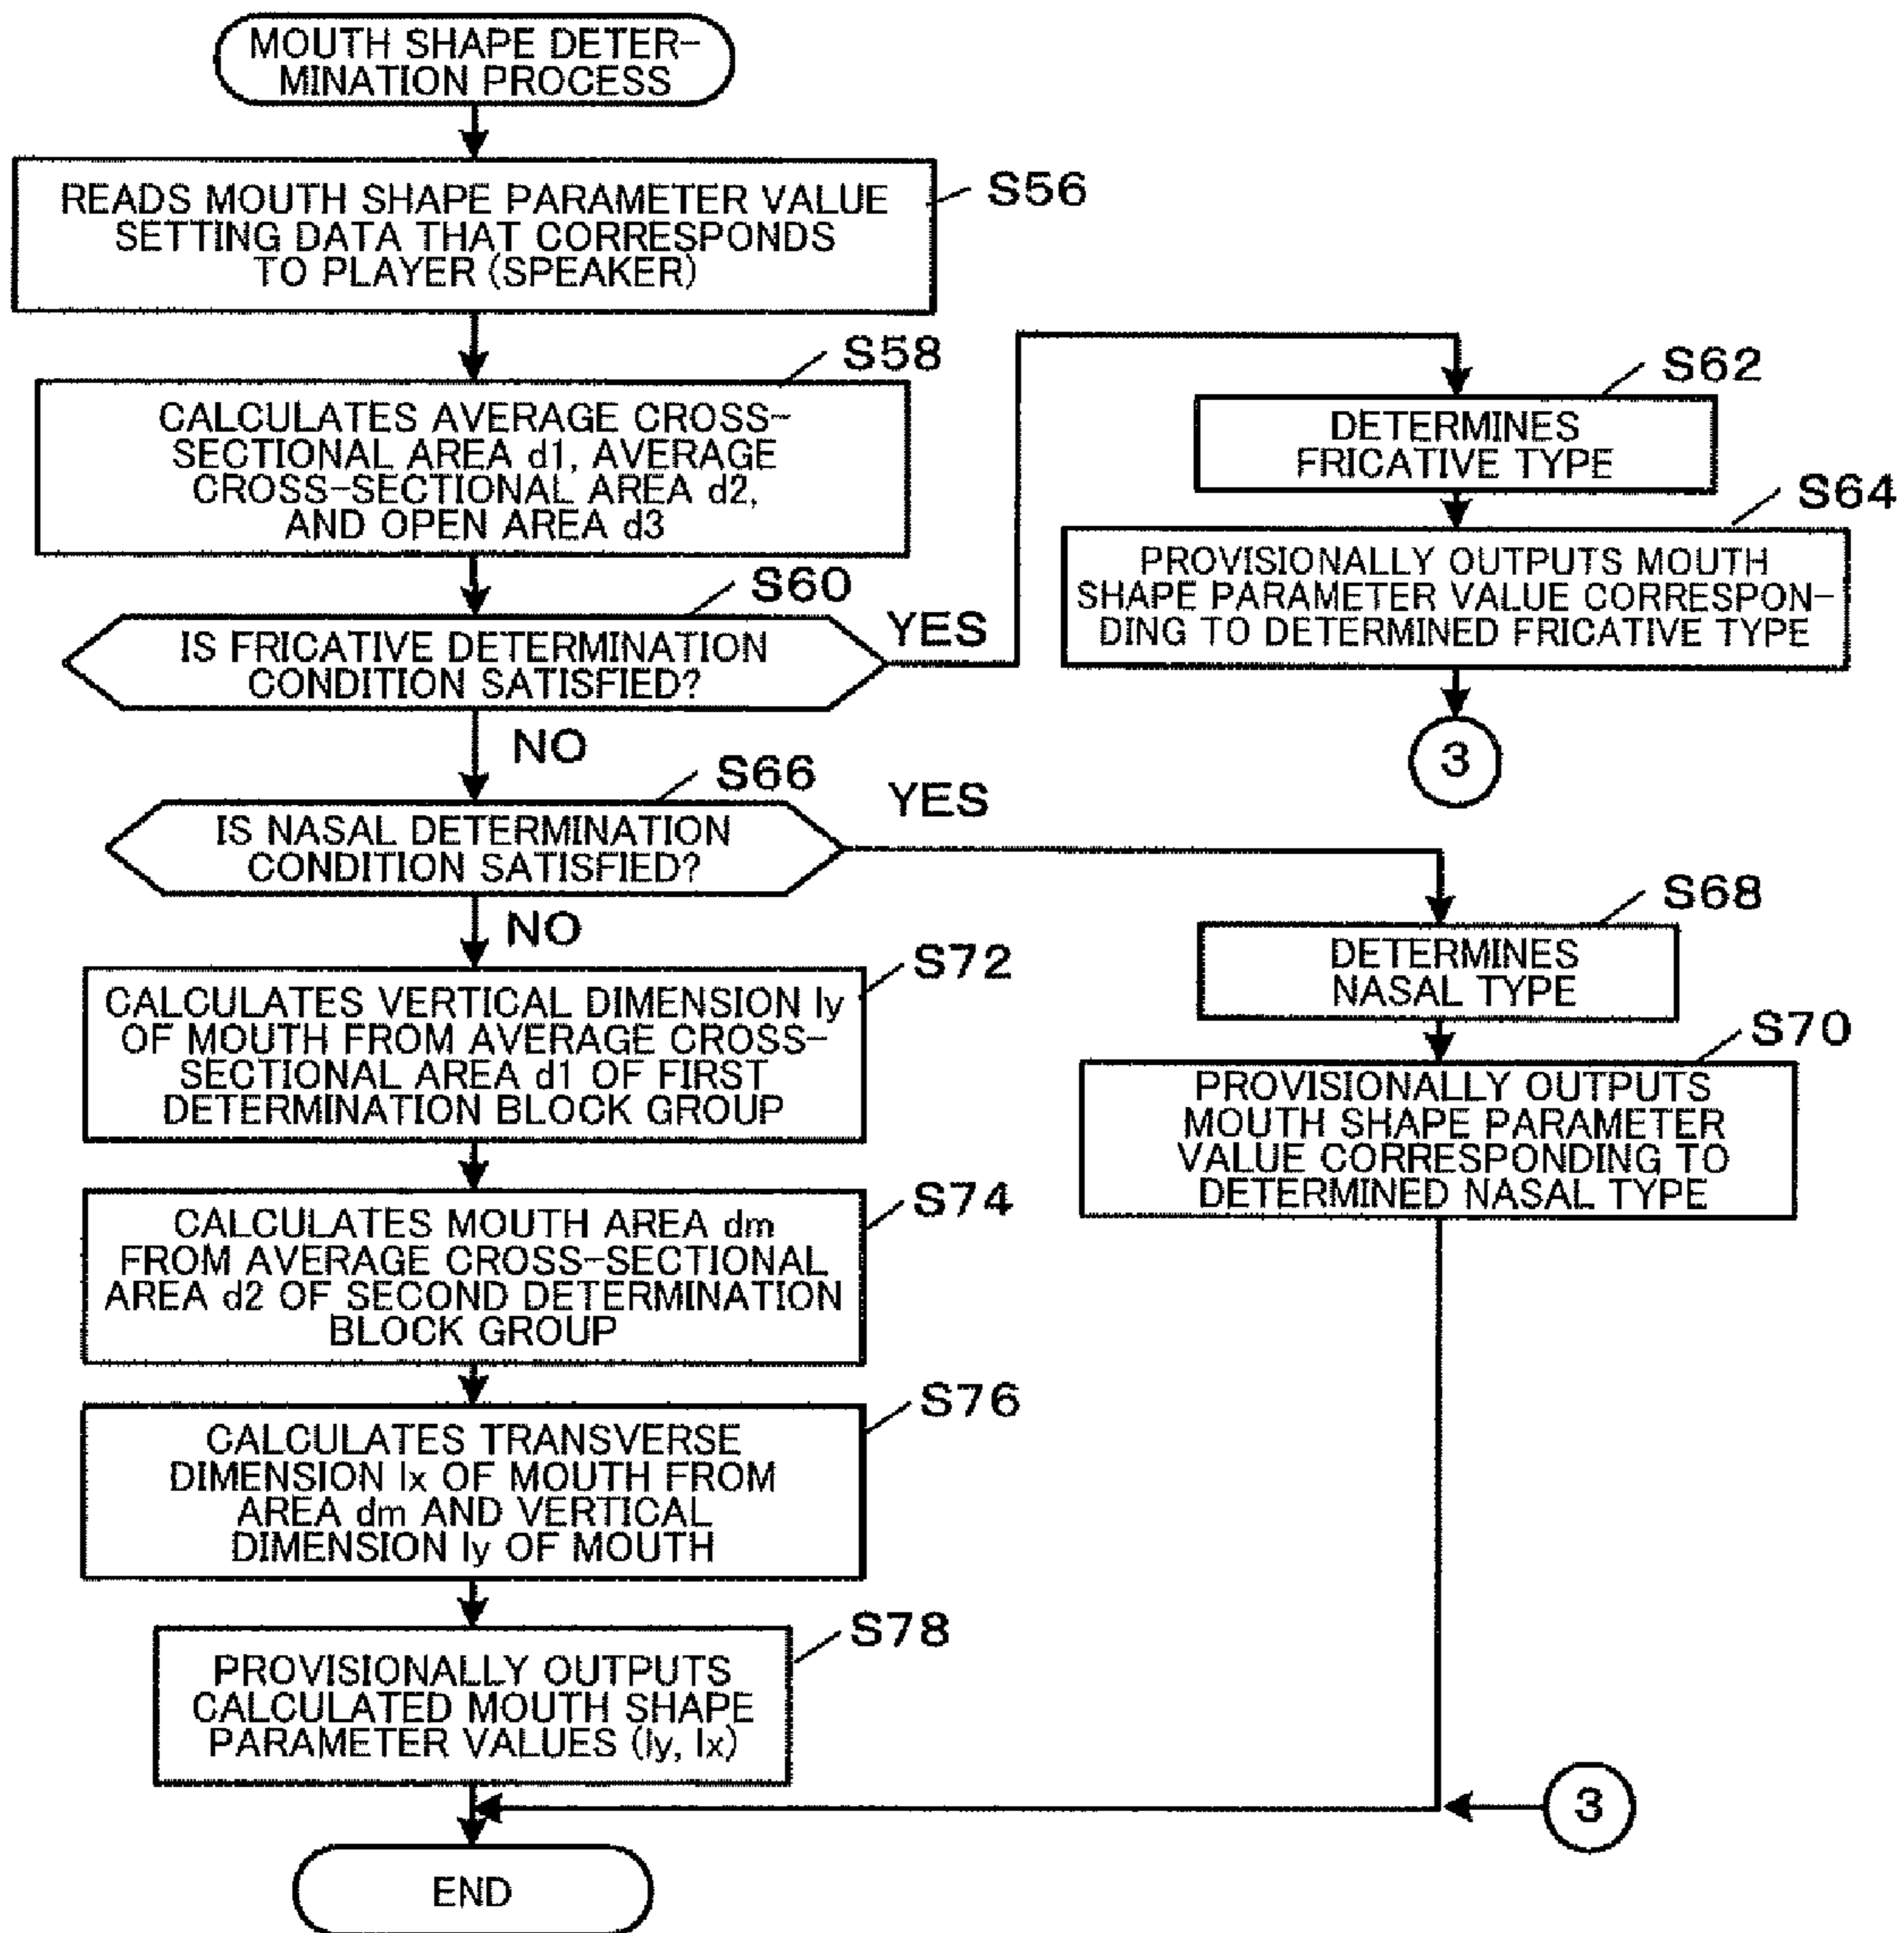 MOUTH SHAPE DETER-
MINATION PROCESS
READS MOUTH SHAPE PARAMETER VALUE
SETTING DATA THAT CORRESPONDS
TO PLAYER (SPEAKER)
S56
CALCULATES AVERAGE CROSS-
SECTIONAL AREA d1, AVERAGE
CROSS-SECTIONAL AREA d2,
AND OPEN AREA d3
S58
IS FRICATIVE DETERMINATION
CONDITION SATISFIED?
S60
YES
NO
DETERMINES
FRICATIVE TYPE
S62
PROVISIONALLY OUTPUTS MOUTH
SHAPE PARAMETER VALUE CORRESPON-
DING TO DETERMINED FRICATIVE TYPE
S64
3
IS NASAL DETERMINATION
CONDITION SATISFIED?
S66
YES
NO
DETERMINES
NASAL TYPE
S68
PROVISIONALLY OUTPUTS
MOUTH SHAPE PARAMETER
VALUE CORRESPONDING TO
DETERMINED NASAL TYPE
S70
CALCULATES VERTICAL DIMENSION ly
OF MOUTH FROM AVERAGE CROSS-
SECTIONAL AREA d1 OF FIRST
DETERMINATION BLOCK GROUP
S72
CALCULATES MOUTH AREA dm
FROM AVERAGE CROSS-SECTIONAL
AREA d2 OF SECOND DETERMINATION
BLOCK GROUP
S74
CALCULATES TRANSVERSE
DIMENSION lx OF MOUTH FROM
AREA dm AND VERTICAL
DIMENSION ly OF MOUTH
S76
PROVISIONALLY OUTPUTS
CALCULATED MOUTH SHAPE
PARAMETER VALUES (ly, lx)
S78
3
END